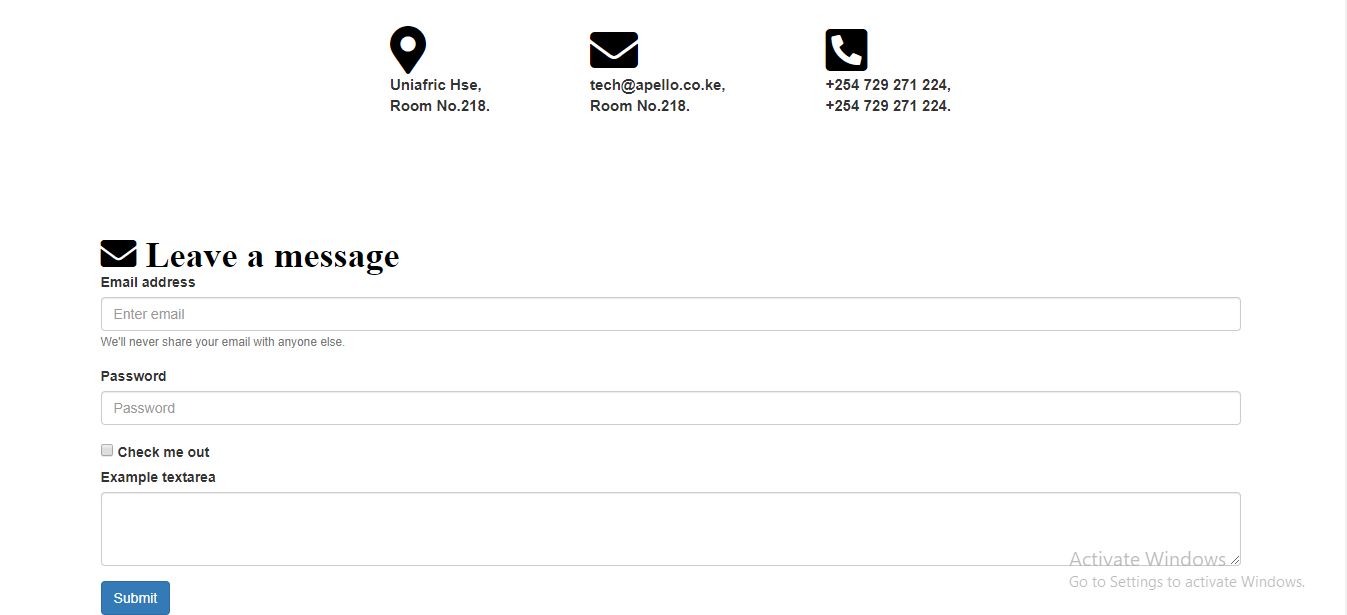 Uniafric Hse,
Room No.218.
tech@apello.co.ke,
Room No.218.
+254 729 271 224,
+254 729 271 224.
Leave a message
Email address
Enter email
We'll never share your email with anyone else.
Password
Password
Check me out
Example textarea
Activate Windows
Go to Settings to activate Windows.
Submit